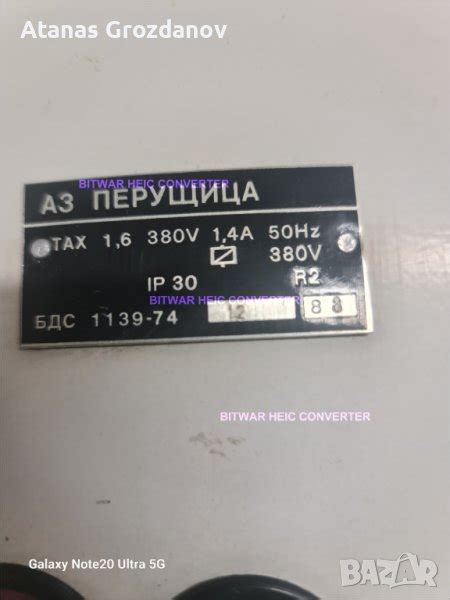 Atanas Grozdanov
BITWAR HEIC CONVERTER
АЗ ПЕРУЩИЦА
ТАХ 1,6 380V 1,4A 50Hz
380V
IP 30 R2
BITWAR HEIC CONVERTER
БДС 1139-74 12 88
BITWAR HEIC CONVERTER
Galaxy Note20 Ultra 5G
BAZAR